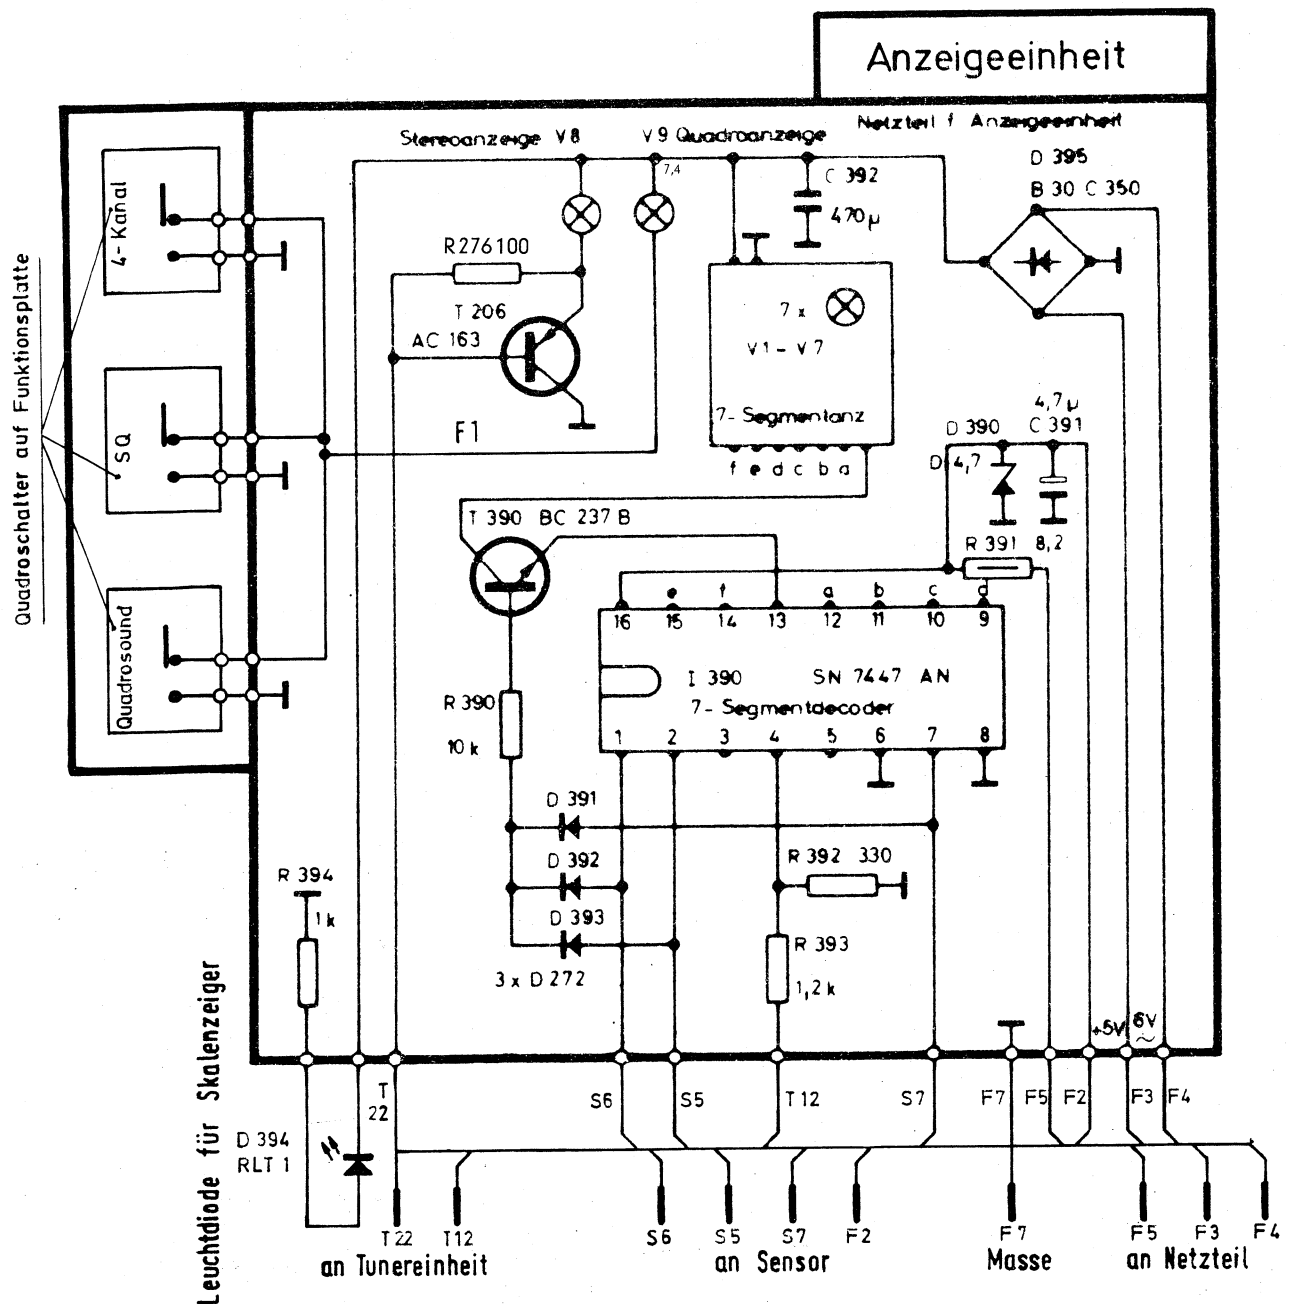 Anzeigeeinheit
Netzteil f Anzeigeeinheit
Stereoanzeige V8
V9 Quadroanzeige
7,4
D 395
B 30 C 350
C 392
470µ
4-Kanal
R276100
T 206
AC 163
7 x
V1 - V7
7-Segmentanz
f e d c b a
Quadroschalter auf Funktionsplatte
SQ
F1
4,7µ
D 390 C 391
D 4,7
T 390 BC 237 B
R 391 8,2
e f a b c d
16 15 14 13 12 11 10 9
Quadrosound
I 390 SN 7447 AN
7- Segmentdecoder
1 2 3 4 5 6 7 8
R 390
10 k
D 391
D 392
D 393
3 x D 272
R 392 330
R 393
1,2k
R 394
1k
Leuchtdiode für Skalenzeiger
+5V 6V
~
T
22
S6 S5 T12 S7 F7 F5 F2 F3 F4
D 394
RLT 1
T22 T12 S6 S5 S7 F2 F7 F5 F3 F4
an Tunereinheit an Sensor Masse an Netzteil